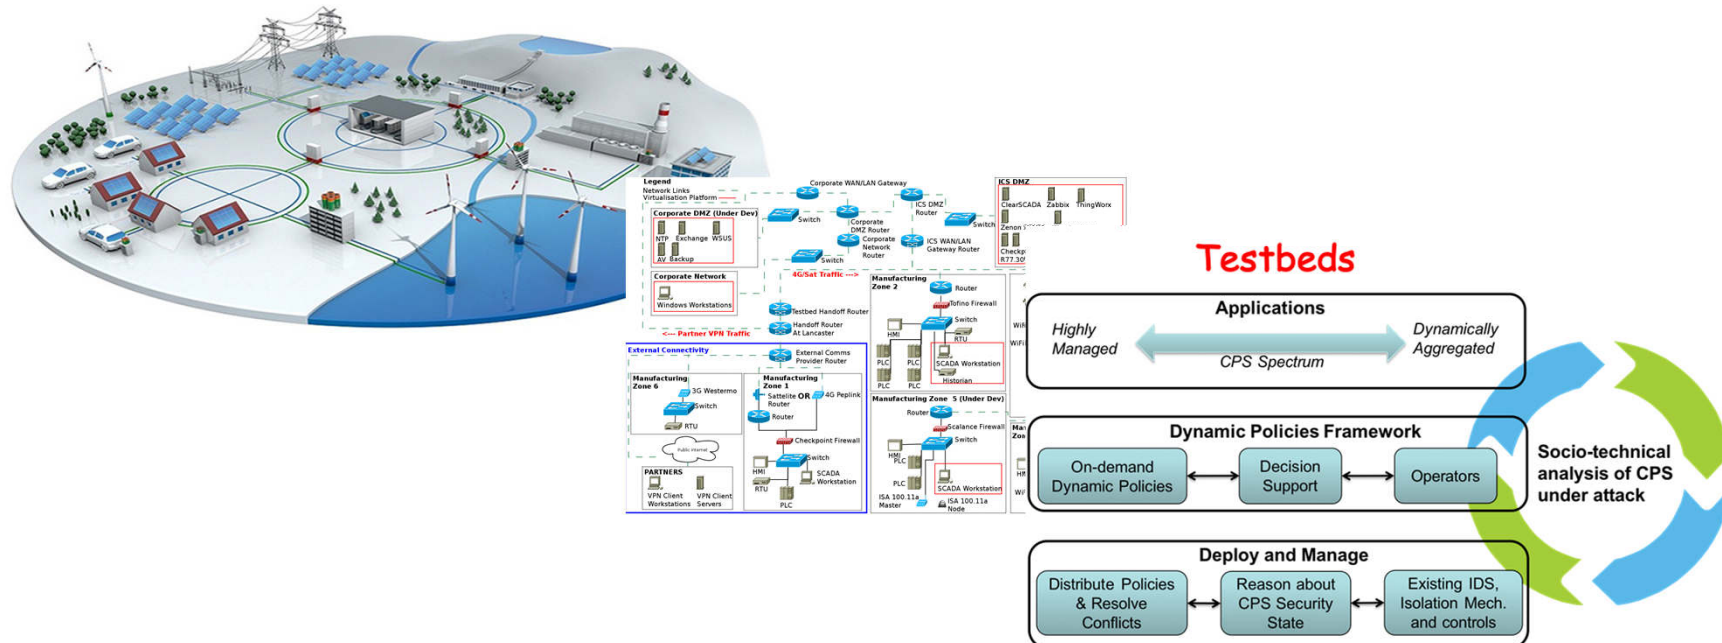 Legend
Network Links
Virtualisation Platform
Corporate WAN/LAN Gateway
Corporate DMZ (Under Dev)
NTP
Exchange
WSUS
AV
Backup
Switch
Corporate
DMZ Router
Corporate
Network
Router
Switch
ICS DMZ
Router
Switch
ICS WAN/LAN
Gateway Router
ICS DMZ
ClearSCADA
Zabbix
ThingWorx
Zenon
R77.30
Corporate Network
Windows Workstations
4G/Sat Traffic --->
Testbed Handoff Router
Handoff Router
At Lancaster
<--- Partner VPN Traffic
External Comms
Provider Router
External Connectivity
Manufacturing
Zone 6
3G Westermo
Switch
RTU
Public Internet
PARTNERS
VPN Client
Workstations
VPN Client
Servers
Manufacturing
Zone 1
Sattelite OR
Router
4G Peplink
Router
Checkpoint Firewall
HMI
Switch
RTU
SCADA
Workstation
PLC
Manufacturing
Zone 2
Router
Tofino Firewall
Switch
HMI
RTU
PLC
PLC
SCADA Workstation
PLC
PLC
Historian
Manufacturing Zone 5 (Under Dev)
Router
Scalance Firewall
Switch
HMI
PLC
PLC
SCADA Workstation
ISA 100.11a
Master
ISA 100.11a
Node
Testbeds
Applications
Highly
Managed
CPS Spectrum
Dynamically
Aggregated
Dynamic Policies Framework
On-demand
Dynamic Policies
Decision
Support
Operators
Socio-technical
analysis of CPS
under attack
Deploy and Manage
Distribute Policies
& Resolve
Conflicts
Reason about
CPS Security
State
Existing IDS,
Isolation Mech.
and controls